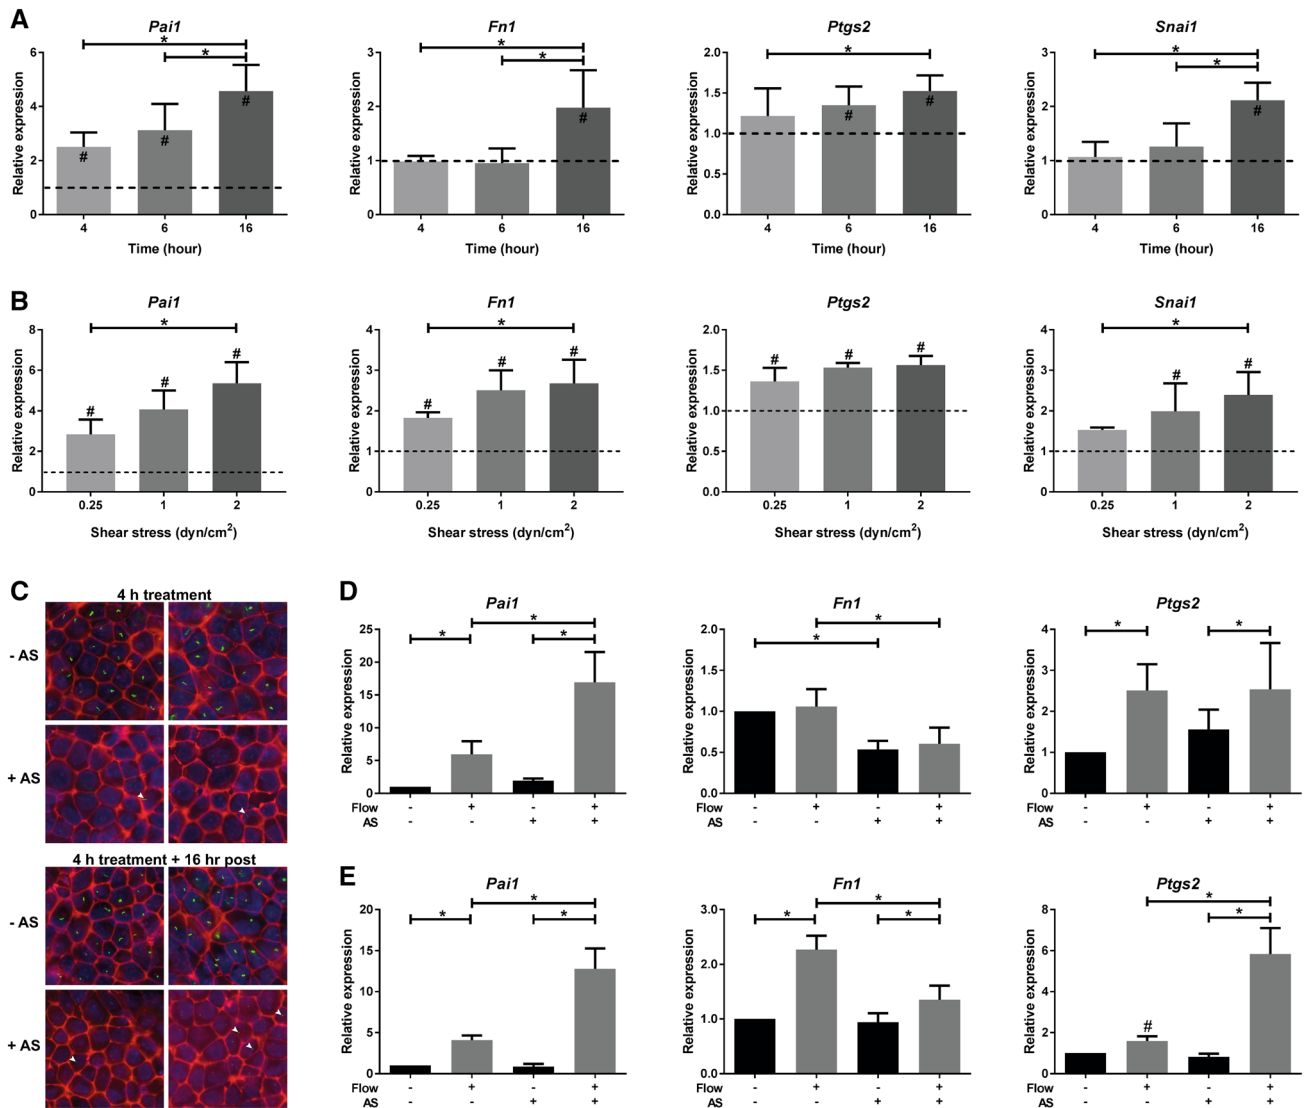 A
Pai1
Relative expression
6
4
2
0
*
*
#
#
#
4
6
16
Time (hour)
Fn1
Relative expression
3
2
1
0
*
*
#
4
6
16
Time (hour)
Ptgs2
Relative expression
2.0
1.5
1.0
0.5
0.0
*
#
#
4
6
16
Time (hour)
Snai1
Relative expression
3
2
1
0
*
*
#
4
6
16
Time (hour)
B
Pai1
Relative expression
8
6
4
2
0
*
#
#
#
0.25
1
2
Shear stress (dyn/cm2)
Fn1
Relative expression
4
3
2
1
0
*
#
#
#
0.25
1
2
Shear stress (dyn/cm2)
Ptgs2
Relative expression
2.0
1.5
1.0
0.5
0.0
#
#
#
0.25
1
2
Shear stress (dyn/cm2)
Snai1
Relative expression
4
3
2
1
0
*
#
#
0.25
1
2
Shear stress (dyn/cm2)
C
4 h treatment
- AS
+ AS
4 h treatment + 16 hr post
- AS
+ AS
D
Pai1
Relative expression
25
20
15
10
5
0
*
*
*
Flow - + - +
AS - - + +
Fn1
Relative expression
2.0
1.5
1.0
0.5
0.0
*
*
Flow - + - +
AS - - + +
Ptgs2
Relative expression
4
3
2
1
0
*
*
Flow - + - +
AS - - + +
E
Pai1
Relative expression
20
15
10
5
0
*
*
*
Flow - + - +
AS - - + +
Fn1
Relative expression
3.0
2.0
1.0
0.0
*
*
*
Flow - + - +
AS - - + +
Ptgs2
Relative expression
8
6
4
2
0
*
*
#
Flow - + - +
AS - - + +